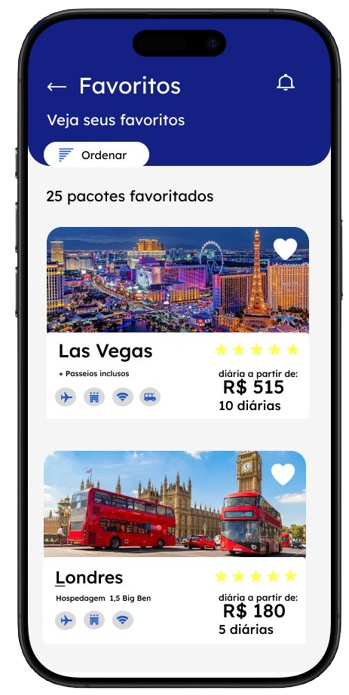 Favoritos
Veja seus favoritos
Ordenar
25 pacotes favoritados
Las Vegas
+ Passeios inclusos
diária a partir de:
R$ 515
10 diárias
Londres
Hospedagem 1,5 Big Ben
diária a partir de:
R$ 180
5 diárias